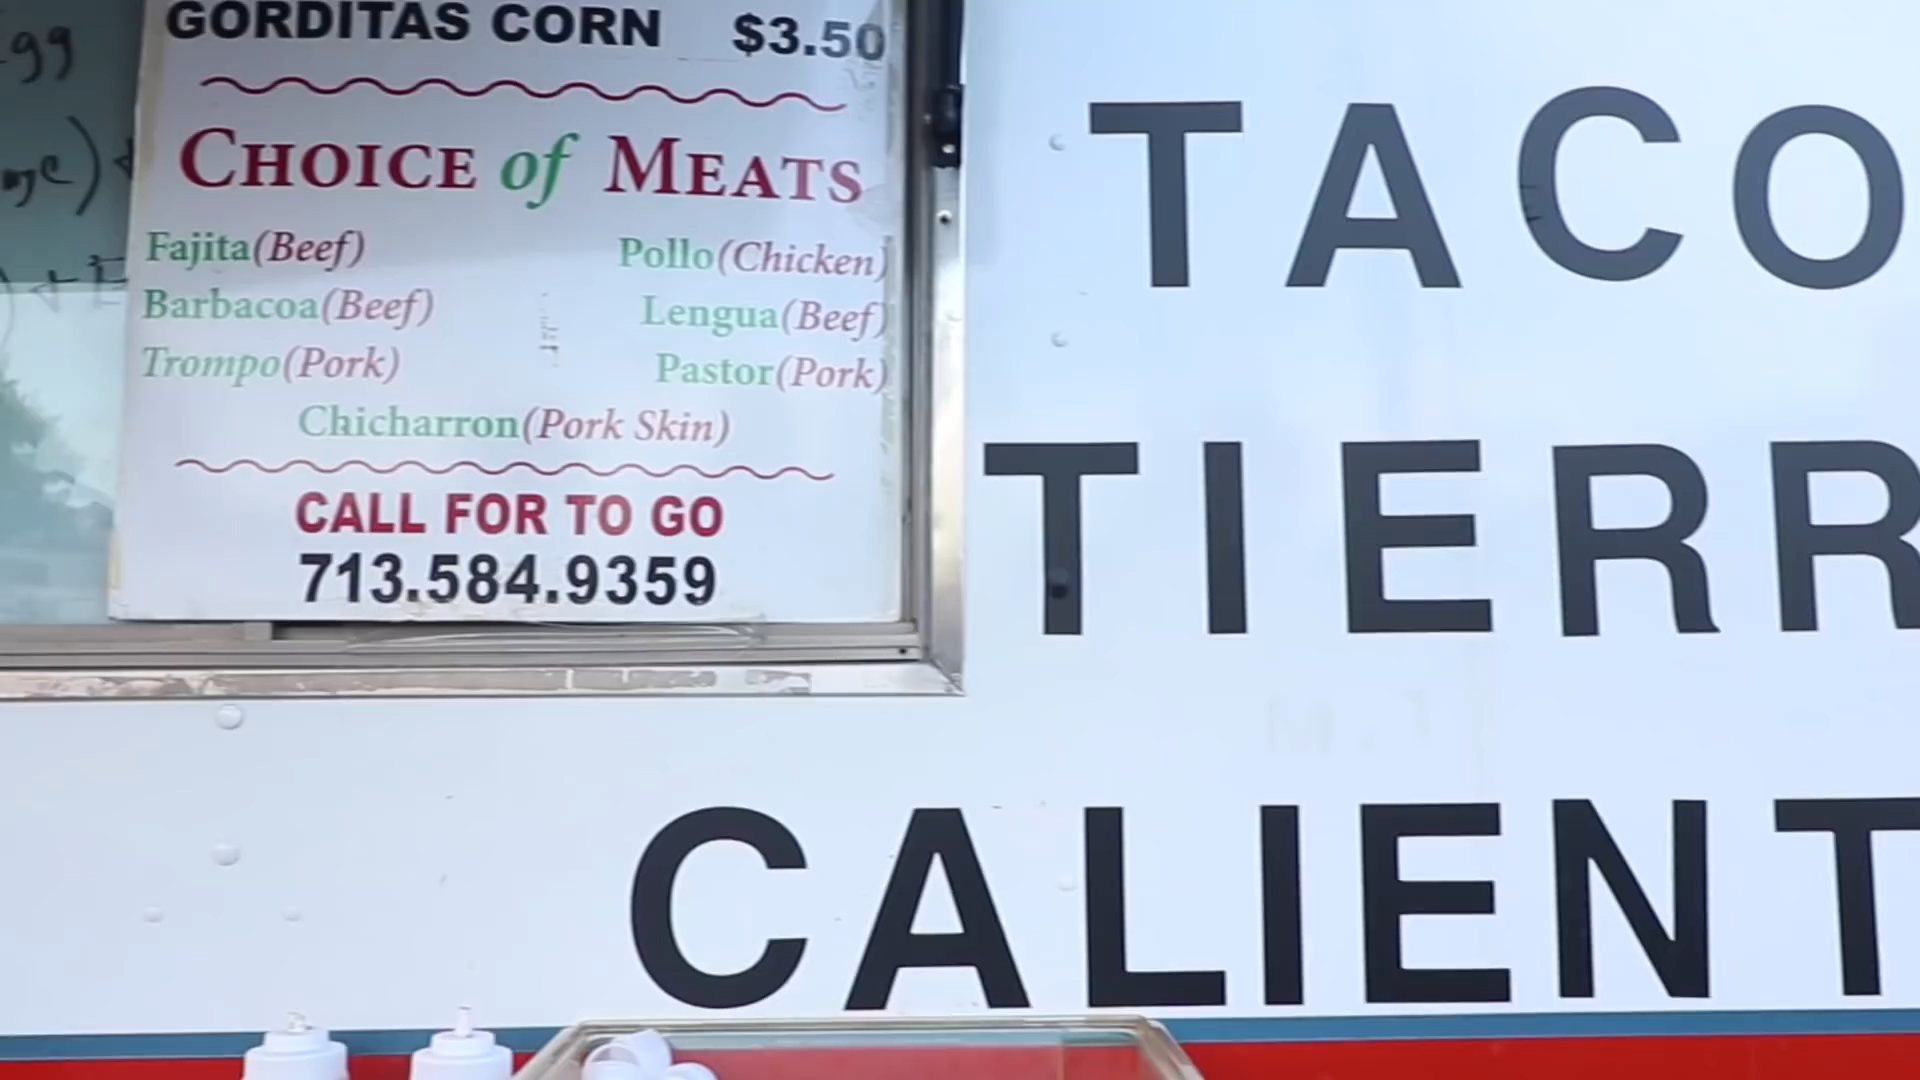 GORDITAS CORN $3.50
CHOICE of MEATS
Fajita(Beef) Pollo(Chicken)
Barbacoa(Beef) Lengua(Beef)
Trompo(Pork) Pastor(Pork)
Chicharron(Pork Skin)
CALL FOR TO GO
713.584.9359
TACO
TIERR
CALIENT